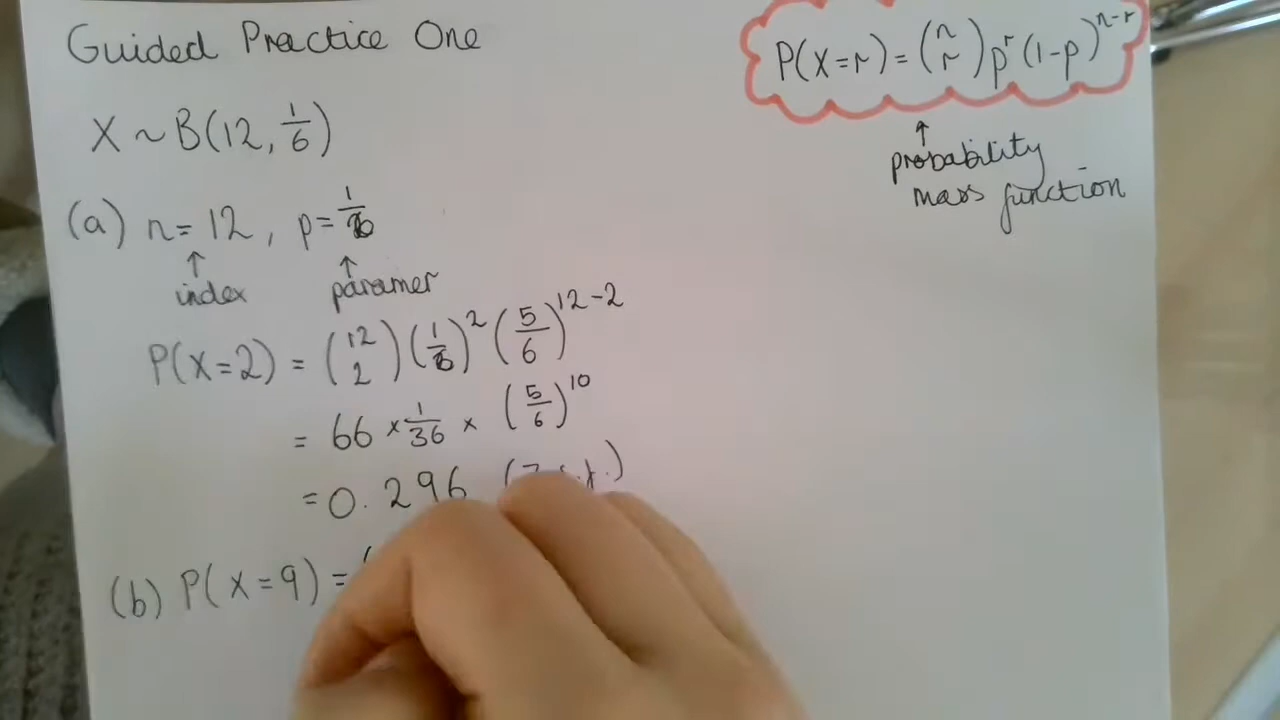 Guided Practice One
P(X=r)=(n r)p^r(1-p)^{n-r}
↑
probability
mass function
X~B(12, 1/6)
(a) n=12, p=1/6
↑ ↑
index paramer
P(X=2) = (12 2)(1/6)^2(5/6)^{12-2}
= 66 × 1/36 × (5/6)^{10}
= 0.296
(b) P(X=9) = (